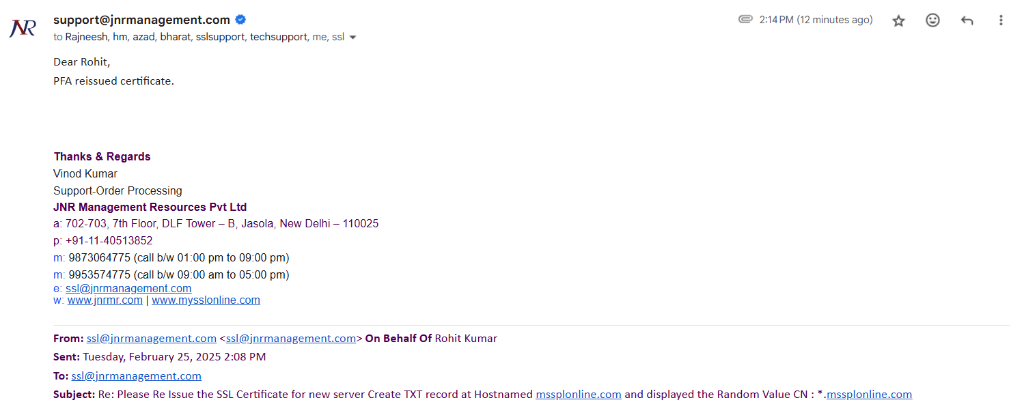 JNR
support@jnrmanagement.com
2:14 PM (12 minutes ago)
to Rajneesh, hm, azad, bharat, sslsupport, techsupport, me, ssl
Dear Rohit,
PFA reissued certificate.
Thanks & Regards
Vinod Kumar
Support-Order Processing
JNR Management Resources Pvt Ltd
a: 702-703, 7th Floor, DLF Tower – B, Jasola, New Delhi – 110025
p: +91-11-40513852
m: 9873064775 (call b/w 01:00 pm to 09:00 pm)
m: 9953574775 (call b/w 09:00 am to 05:00 pm)
e: ssl@jnrmanagement.com
w: www.jnrmr.com | www.mysslonline.com
From: ssl@jnrmanagement.com <ssl@jnrmanagement.com> On Behalf Of Rohit Kumar
Sent: Tuesday, February 25, 2025 2:08 PM
To: ssl@jnrmanagement.com
Subject: Re: Please Re Issue the SSL Certificate for new server Create TXT record at Hostnamed mssplonline.com and displayed the Random Value CN : *.mssplonline.com